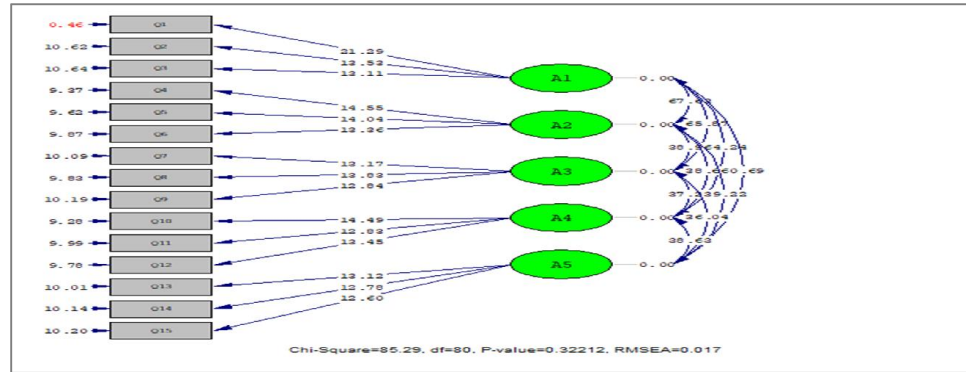 0.46 Q1
10.62 Q2
10.64 Q3
9.37 Q4
9.62 Q5
9.87 Q6
10.09 Q7
9.83 Q8
10.19 Q9
9.28 Q10
9.99 Q11
9.78 Q12
10.01 Q13
10.14 Q14
10.20 Q15
21.29
13.53
13.11
14.55
14.04
13.36
13.17
13.83
12.84
14.49
12.83
13.45
13.12
12.78
12.60
A1 0.00
A2 0.00
A3 0.00
A4 0.00
A5 0.00
36.04
38.63
Chi-Square=85.29, df=80, P-value=0.32212, RMSEA=0.017